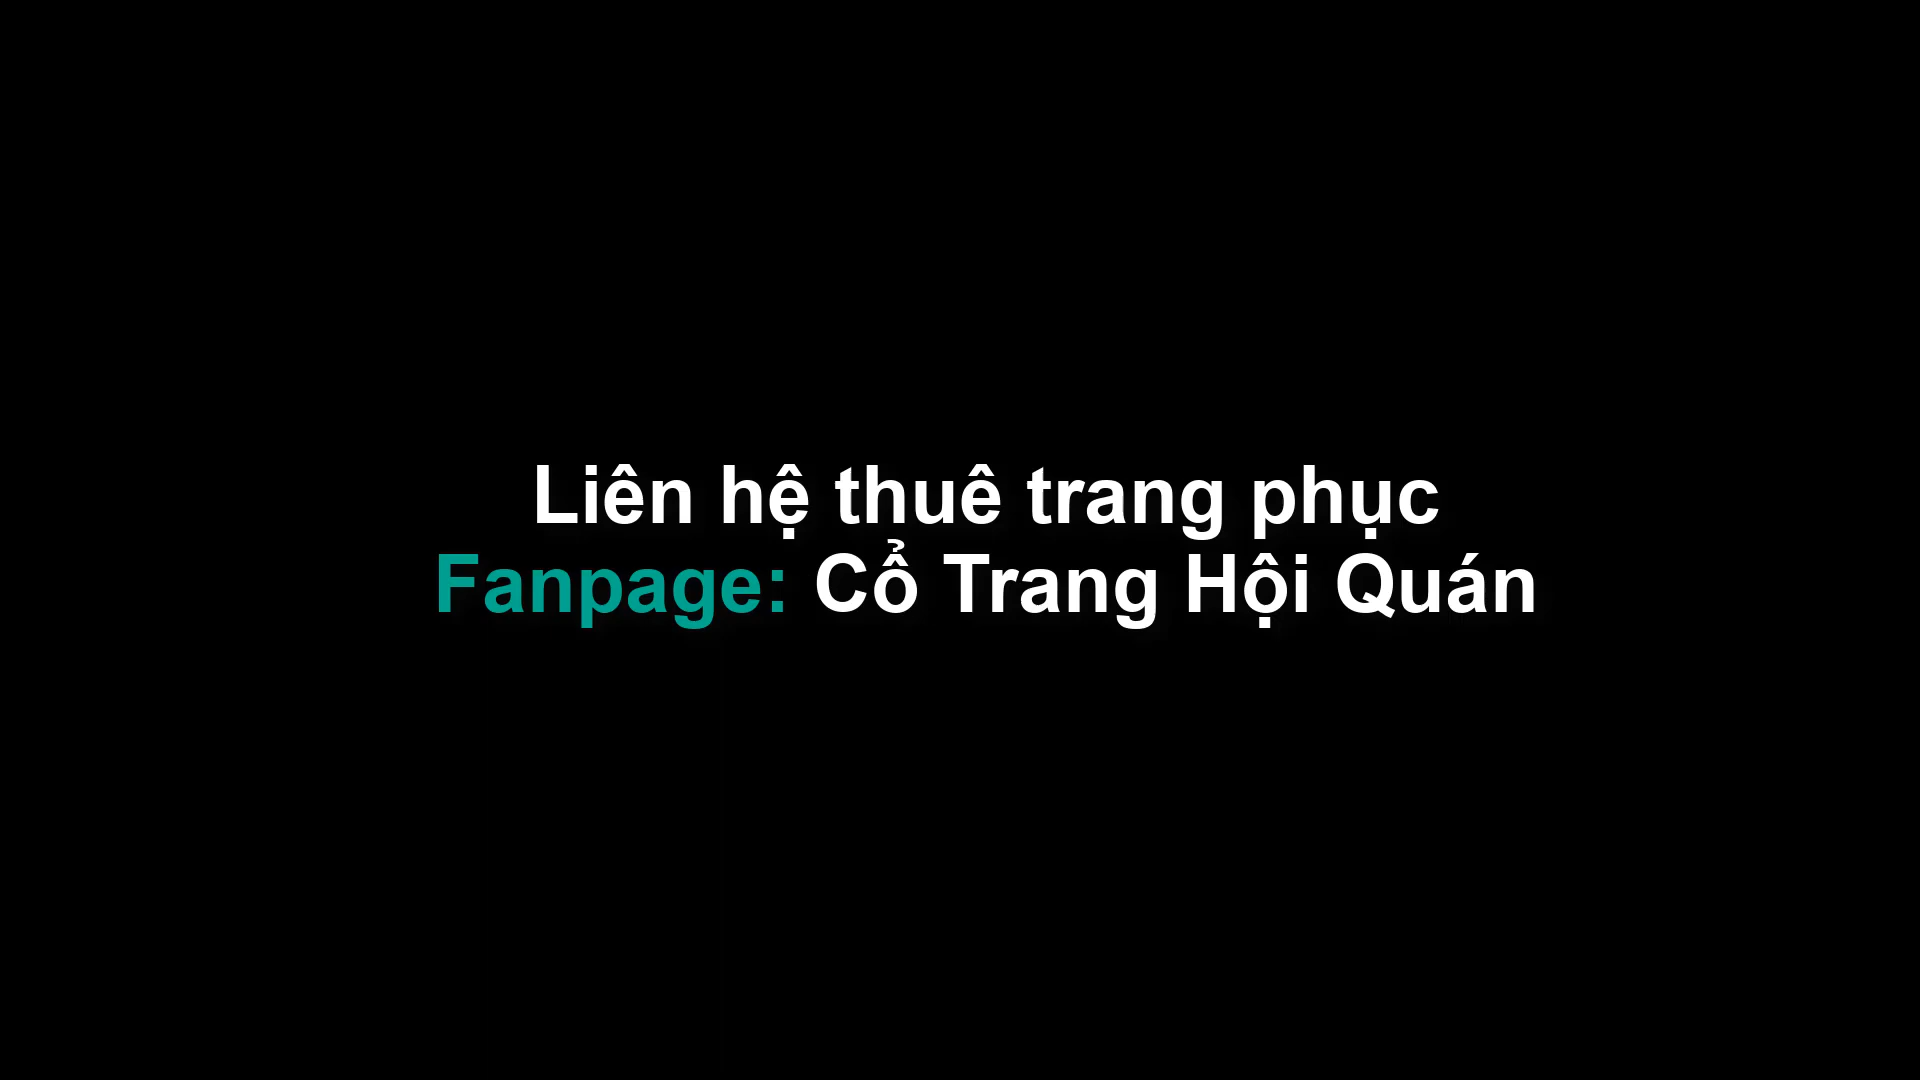 Liên hệ thuê trang phục
Fanpage: Cổ Trang Hội Quán